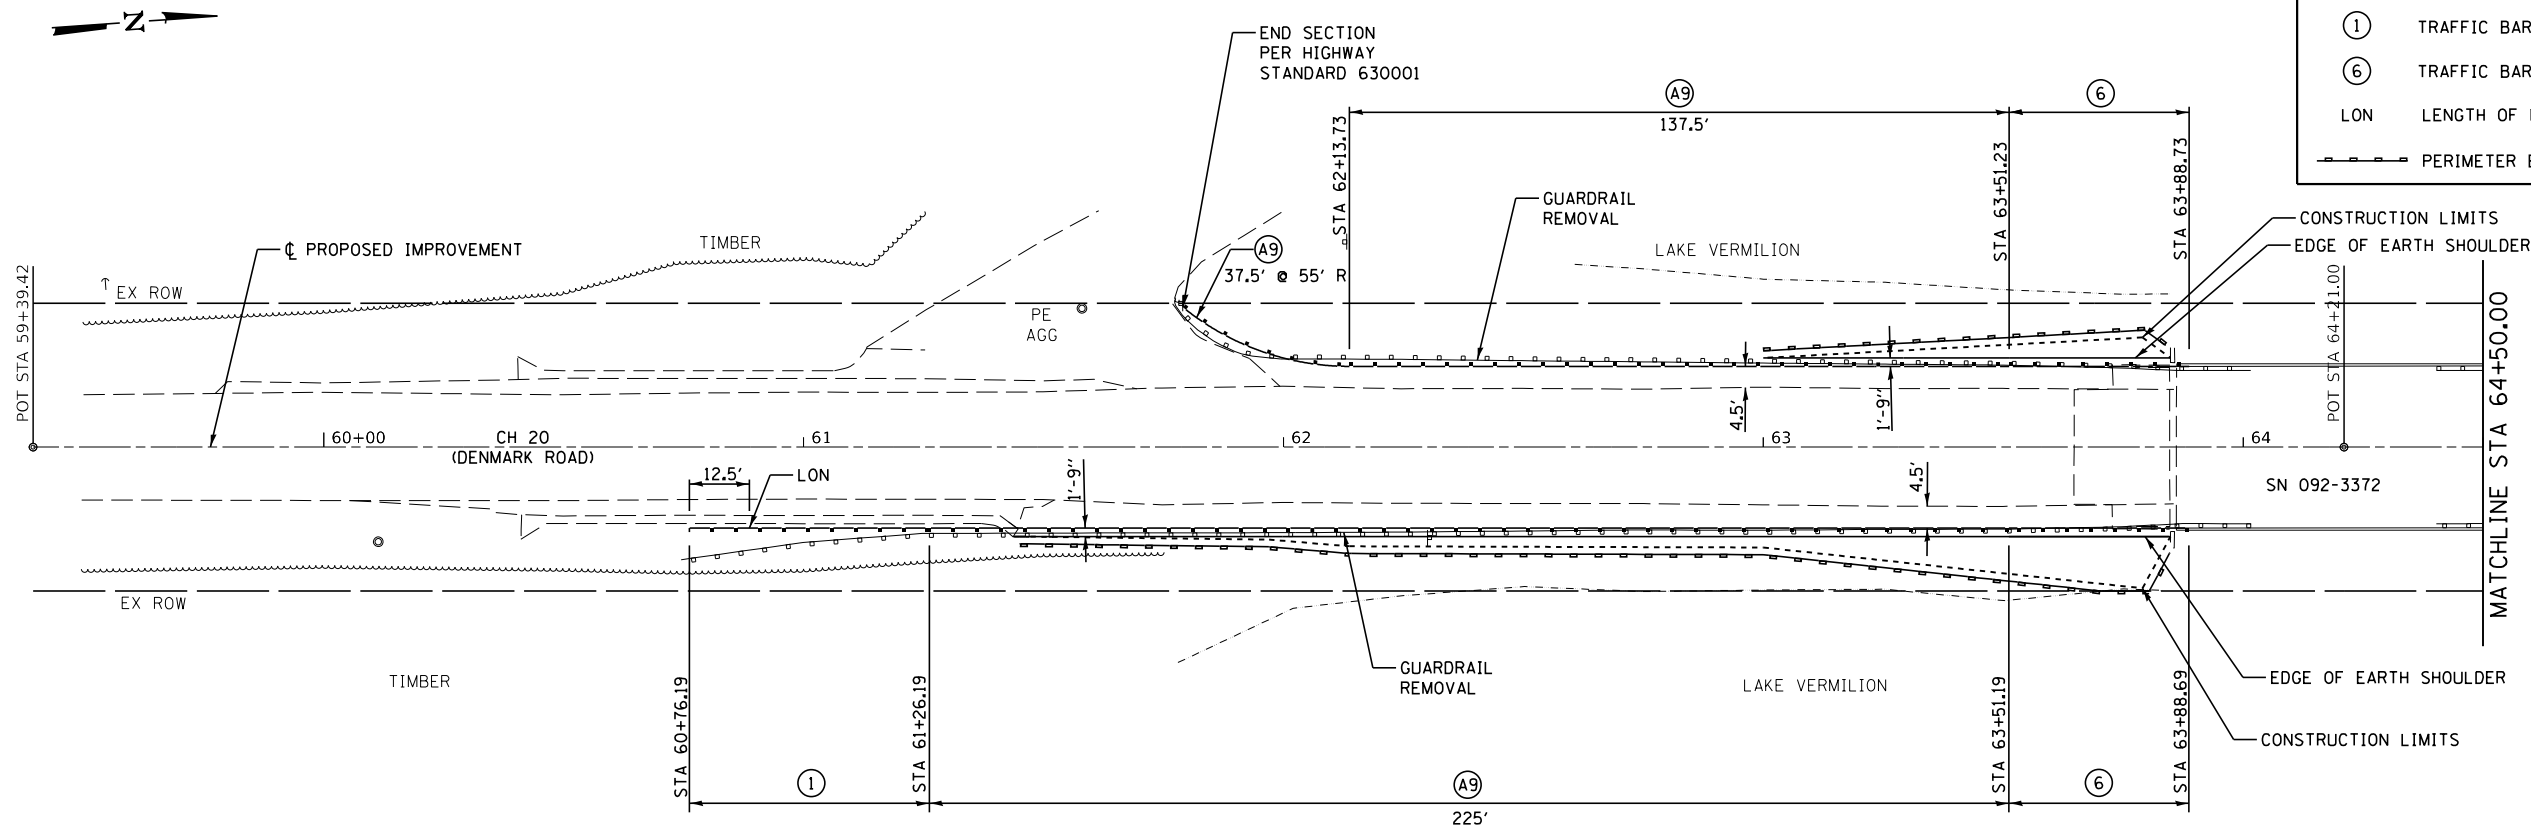 N
END SECTION
PER HIGHWAY
STANDARD 630001
1 TRAFFIC BAR
6 TRAFFIC BAR
LON LENGTH OF
PERIMETER
A9
6
137.5'
STA 62+13.73
STA 63+51.23
STA 63+88.73
GUARDRAIL
REMOVAL
CONSTRUCTION LIMITS
EDGE OF EARTH SHOULDER
℄ PROPOSED IMPROVEMENT
TIMBER
A9
37.5' @ 55' R
LAKE VERMILION
POT STA 59+39.42
EX ROW
PE
AGG
POT STA 64+21.00
MATCHLINE STA 64+50.00
4.5'
1'-9"
60+00
CH 20
(DENMARK ROAD)
61
62
63
64
12.5'
LON
1'-9"
4.5'
SN 092-3372
EX ROW
TIMBER
GUARDRAIL
REMOVAL
LAKE VERMILION
EDGE OF EARTH SHOULDER
CONSTRUCTION LIMITS
STA 60+76.19
STA 61+26.19
STA 63+51.19
STA 63+88.69
1
A9
6
225'